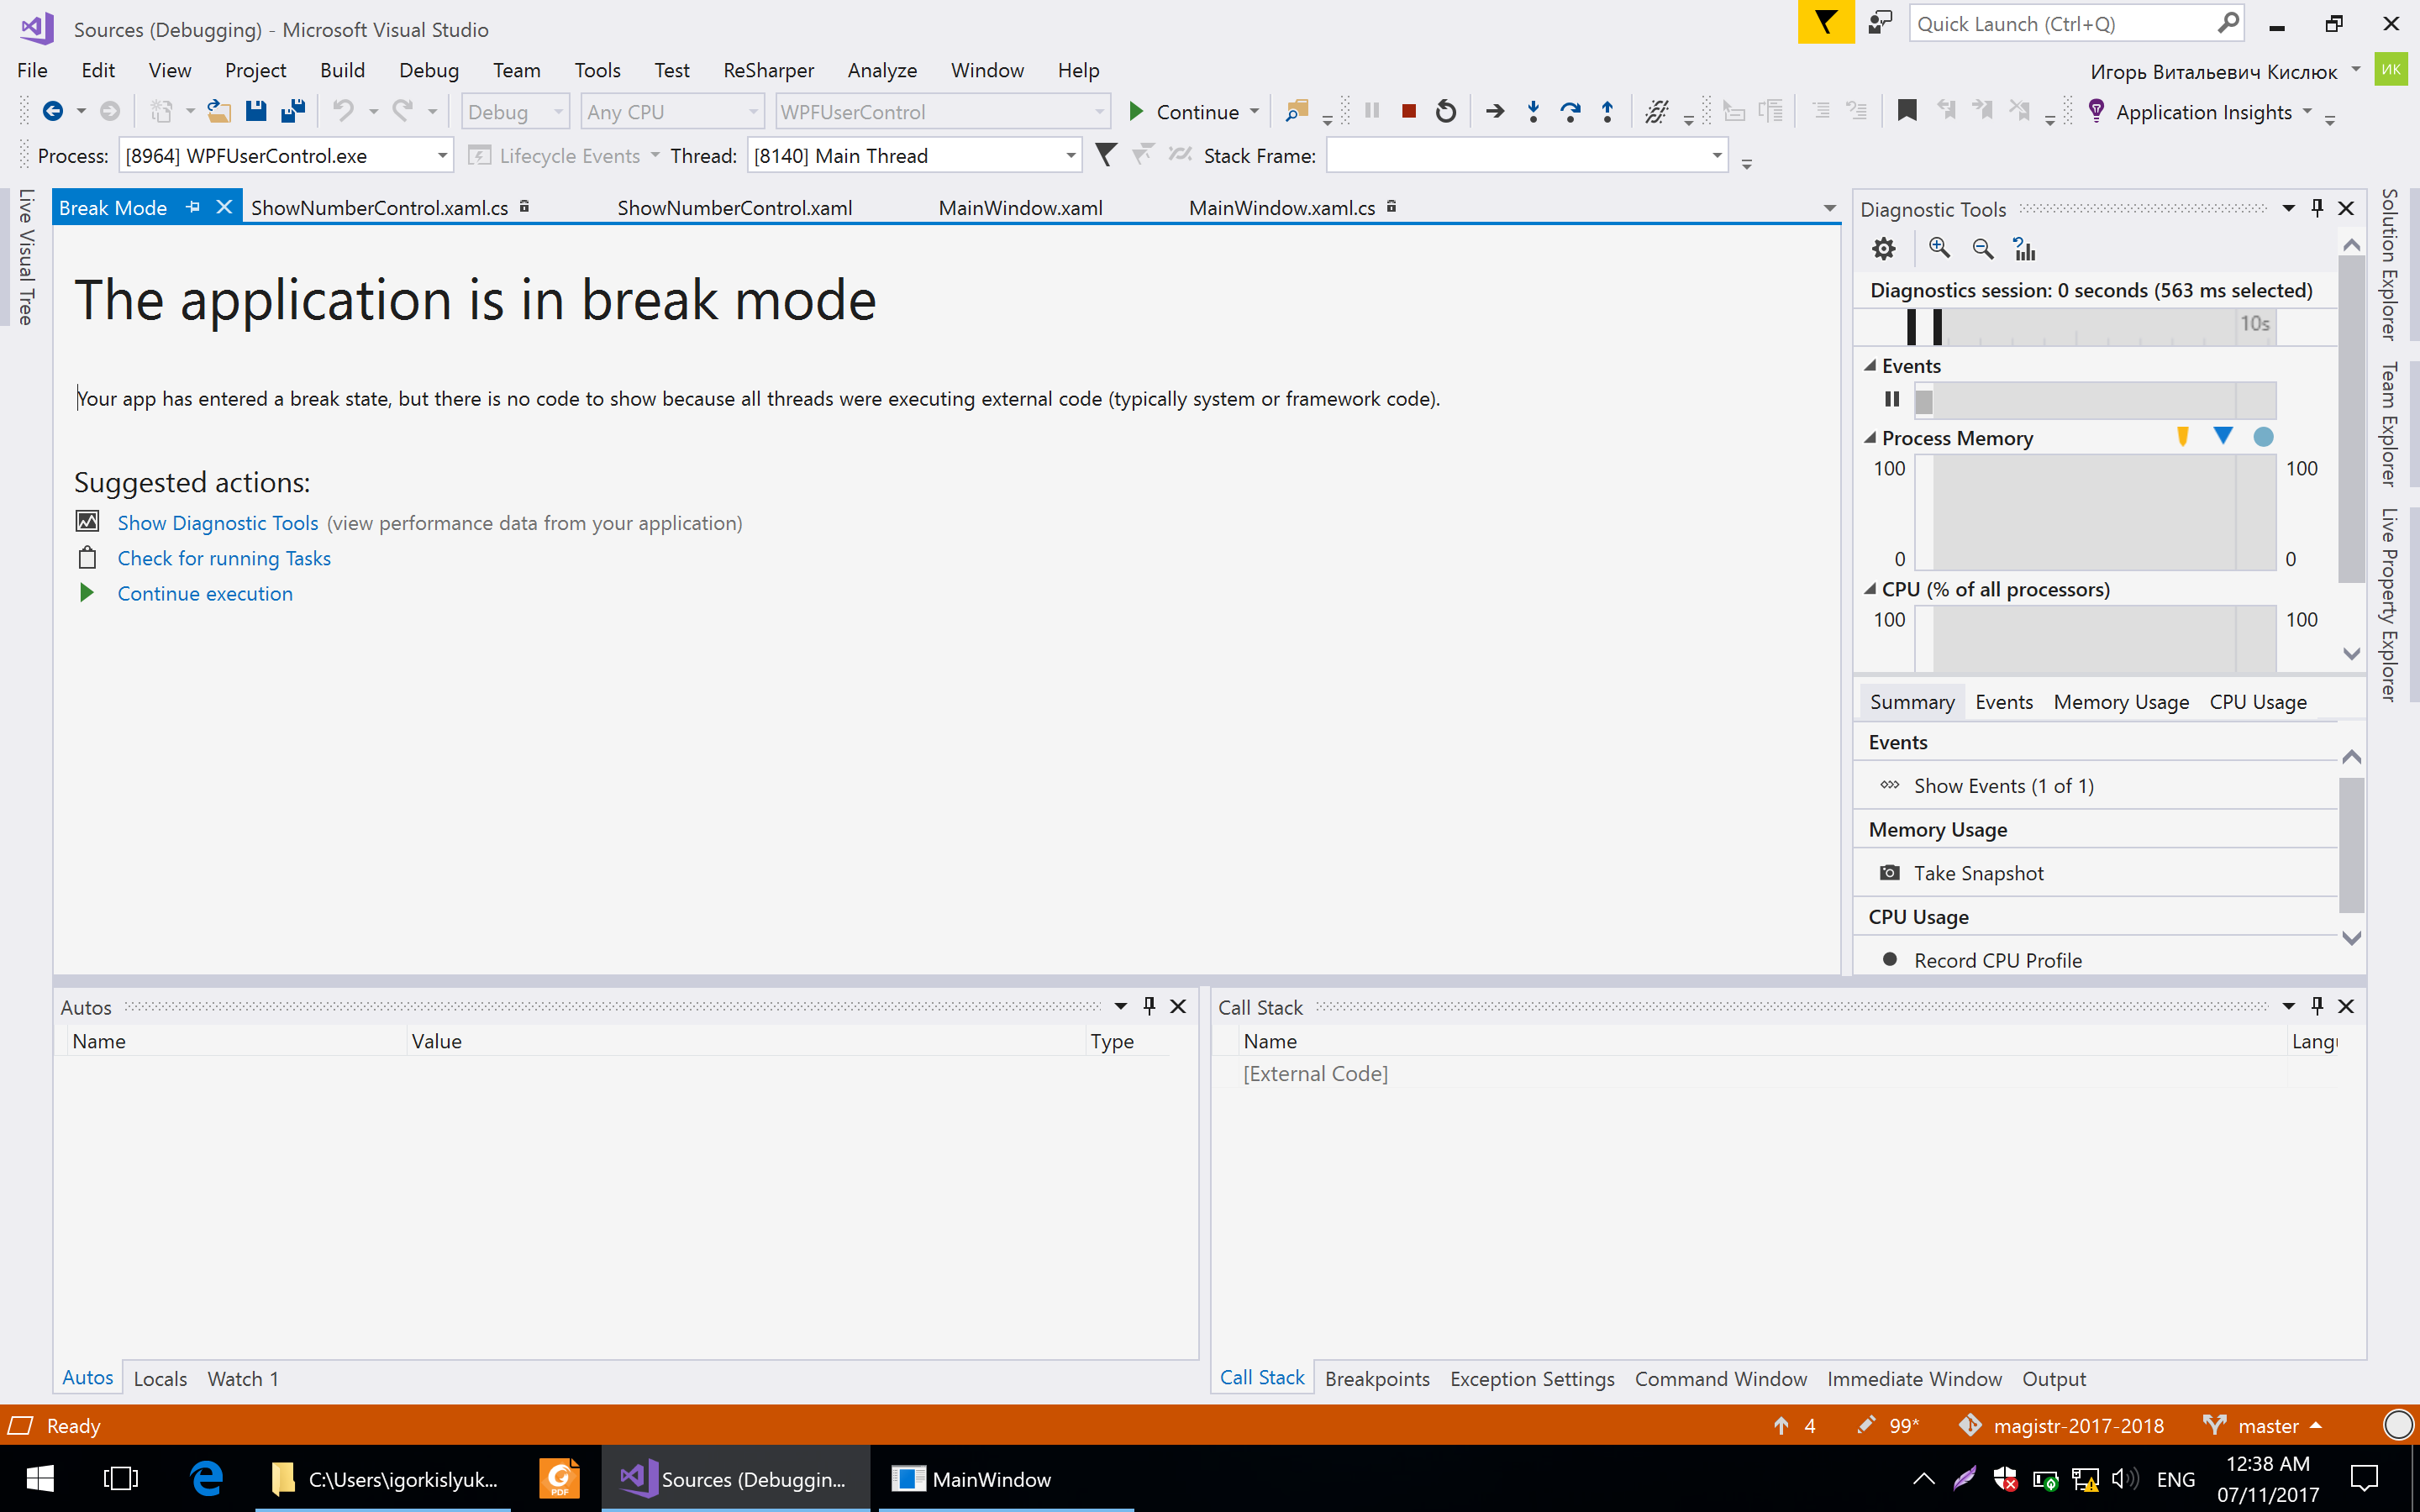 Sources (Debugging) - Microsoft Visual Studio
Quick Launch (Ctrl+Q)
File Edit View Project Build Debug Team Tools Test ReSharper Analyze Window Help
Игорь Витальевич Кислюк ИК
Debug Any CPU WPFUserControl Continue Application Insights
Process: [8964] WPFUserControl.exe Lifecycle Events Thread: [8140] Main Thread Stack Frame:
Live Visual Tree
Break Mode ShowNumberControl.xaml.cs ShowNumberControl.xaml MainWindow.xaml MainWindow.xaml.cs
The application is in break mode
Your app has entered a break state, but there is no code to show because all threads were executing external code (typically system or framework code).
Suggested actions:
Show Diagnostic Tools (view performance data from your application)
Check for running Tasks
Continue execution
Diagnostic Tools
Diagnostics session: 0 seconds (563 ms selected)
10s
Events
Process Memory
100 100
0 0
CPU (% of all processors)
100 100
Summary Events Memory Usage CPU Usage
Events
Show Events (1 of 1)
Memory Usage
Take Snapshot
CPU Usage
Record CPU Profile
Solution Explorer
Team Explorer
Live Property Explorer
Autos
Name Value Type
Autos Locals Watch 1
Call Stack
Name Langu
[External Code]
Call Stack Breakpoints Exception Settings Command Window Immediate Window Output
Ready 4 99* magistr-2017-2018 master
C:\Users\igorkislyuk... PDF Sources (Debuggin... MainWindow ENG
12:38 AM
07/11/2017